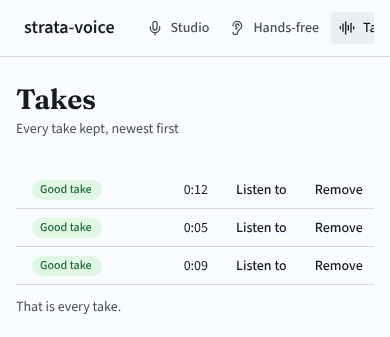 strata-voice Studio Hands-free
Takes
Every take kept, newest first
Good take 0:12 Listen to Remove
Good take 0:05 Listen to Remove
Good take 0:09 Listen to Remove
That is every take.